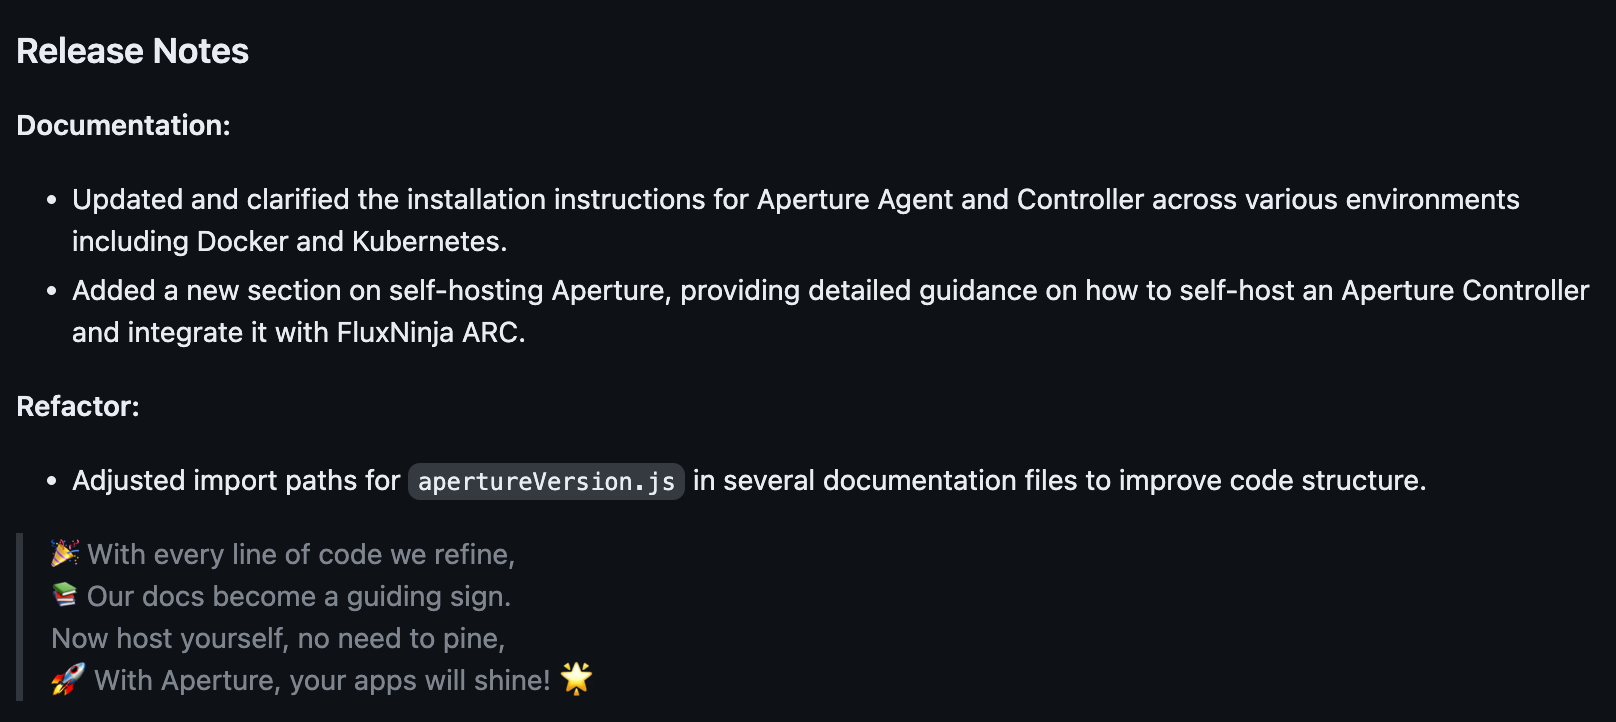 Release Notes
Documentation:
• Updated and clarified the installation instructions for Aperture Agent and Controller across various environments
including Docker and Kubernetes.
• Added a new section on self-hosting Aperture, providing detailed guidance on how to self-host an Aperture Controller
and integrate it with FluxNinja ARC.
Refactor:
• Adjusted import paths for apertureVersion.js in several documentation files to improve code structure.
🎉 With every line of code we refine,
📚 Our docs become a guiding sign.
Now host yourself, no need to pine,
🚀 With Aperture, your apps will shine! 🌟